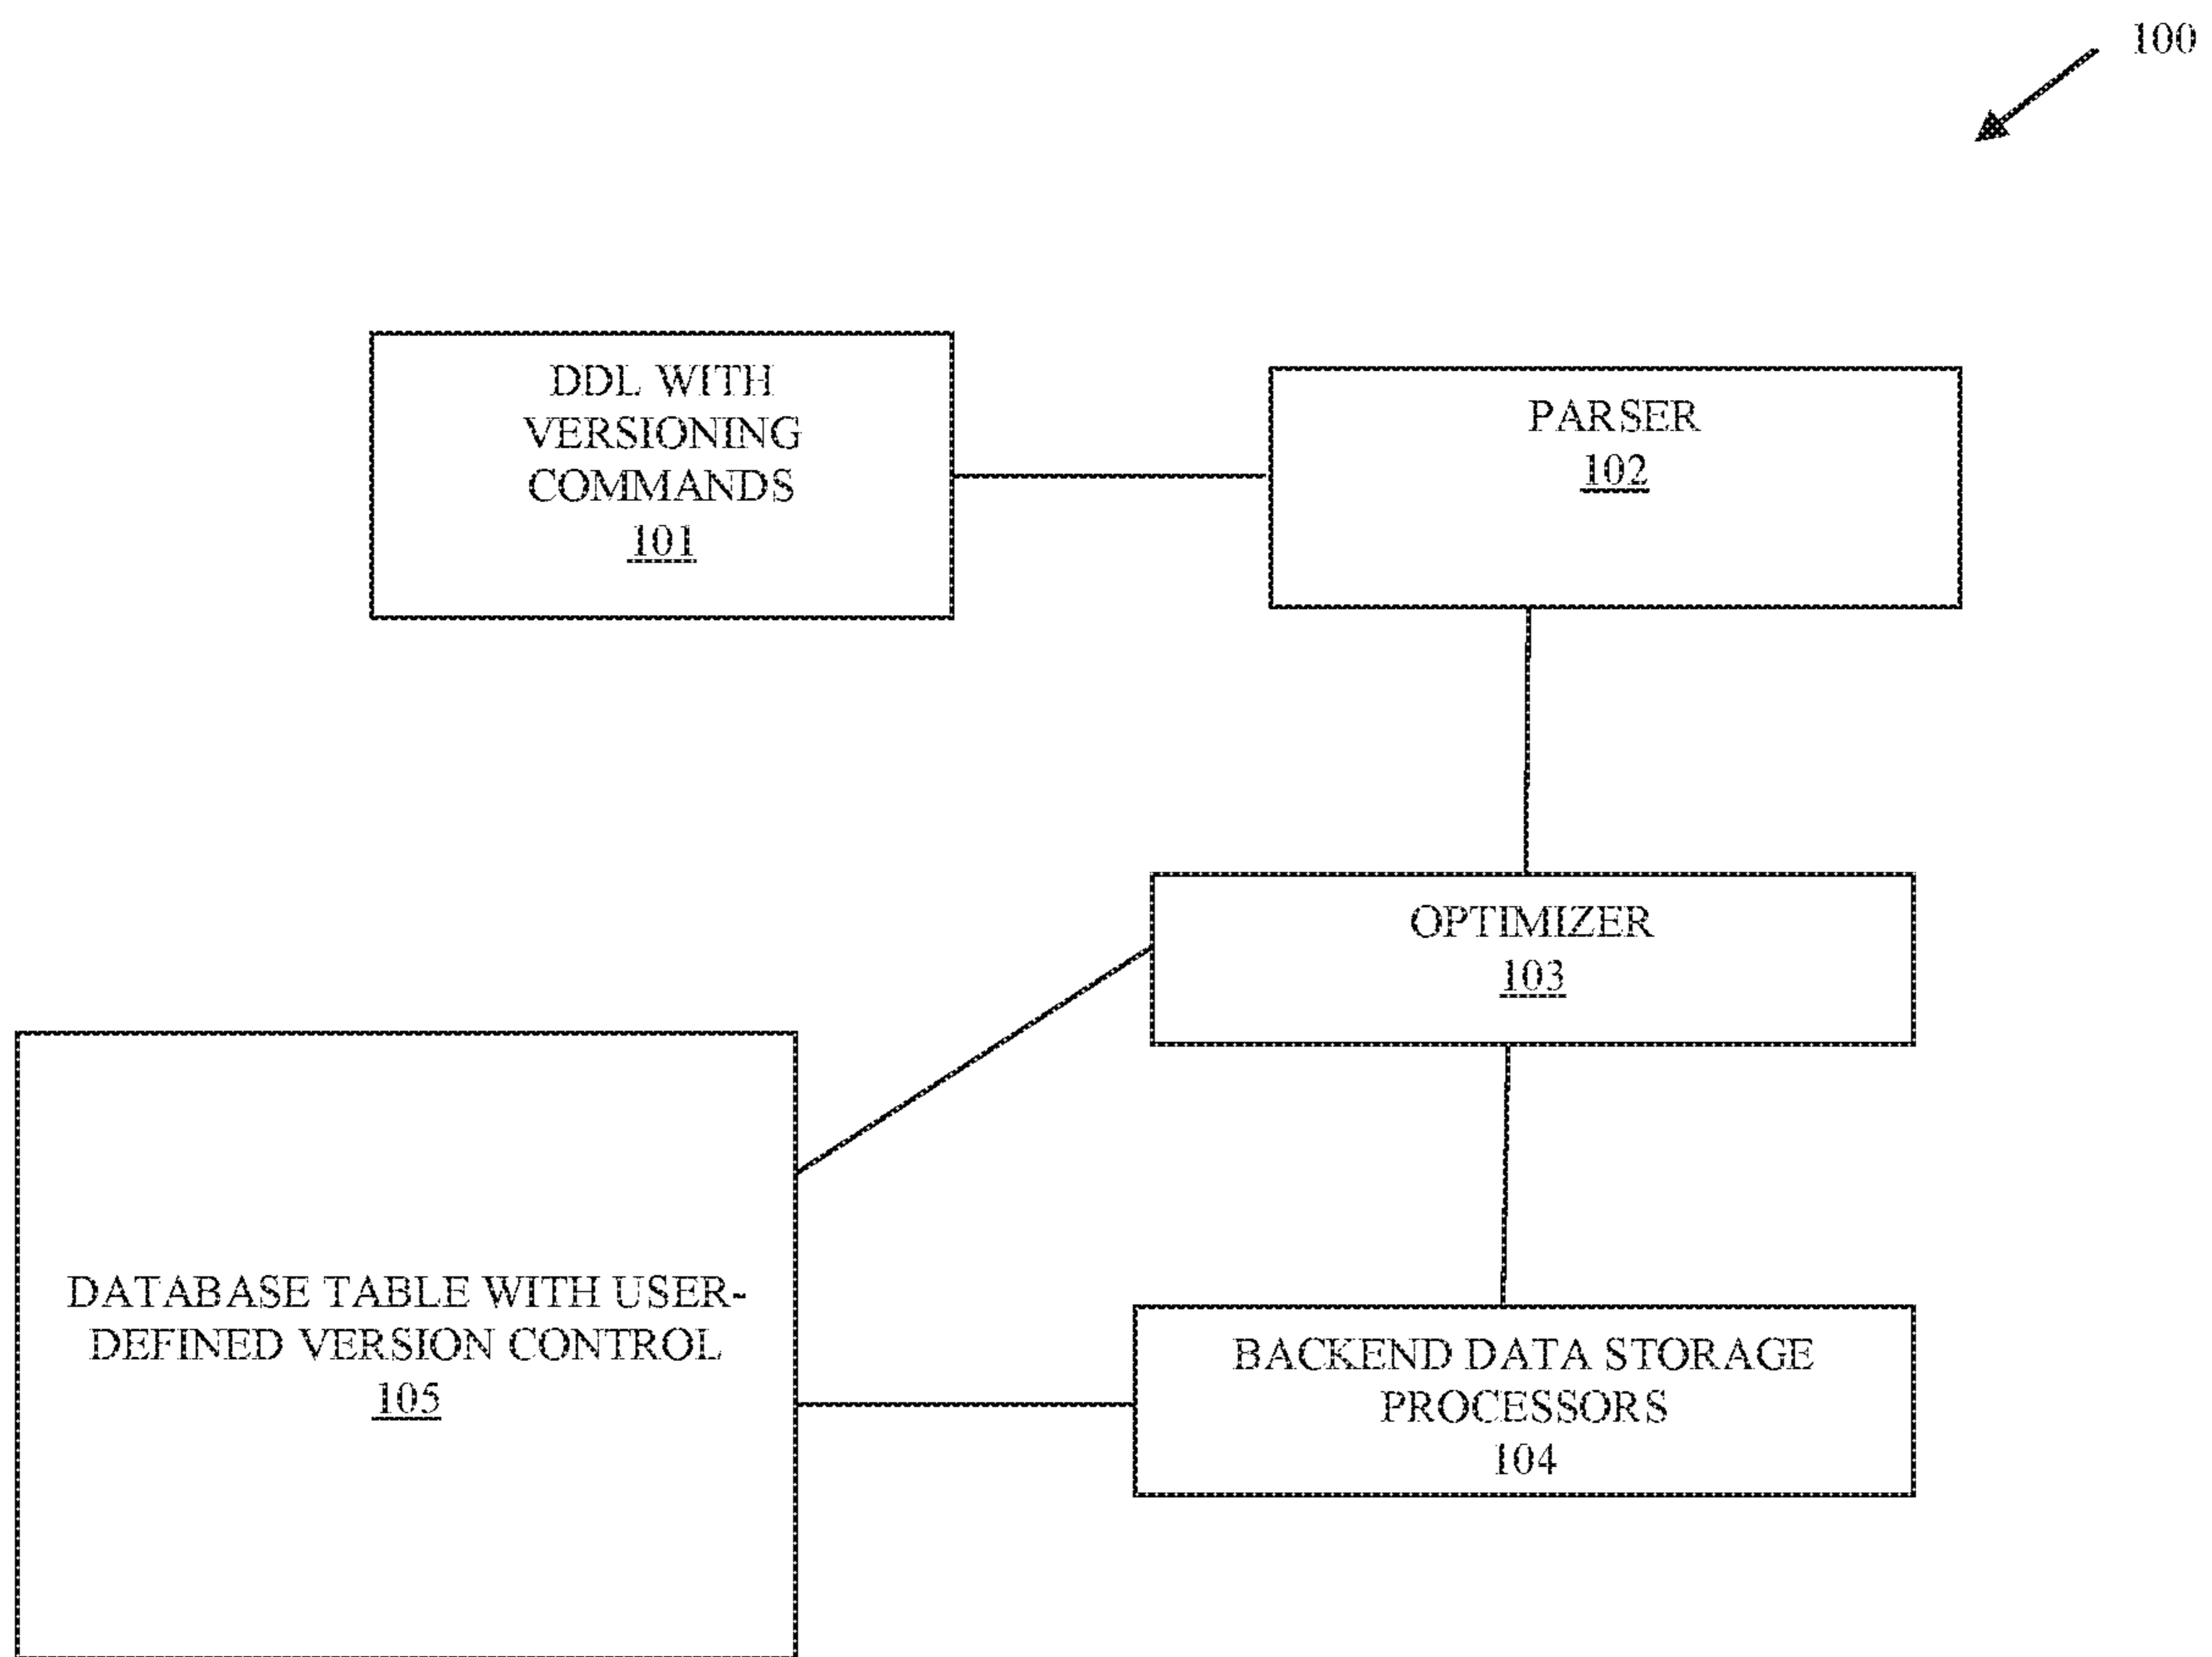 100
DDL WITH
VERSIONING
COMMANDS
101
PARSER
102
OPTIMIZER
103
DATABASE TABLE WITH USER-
DEFINED VERSION CONTROL
105
BACKEND DATA STORAGE
PROCESSORS
104